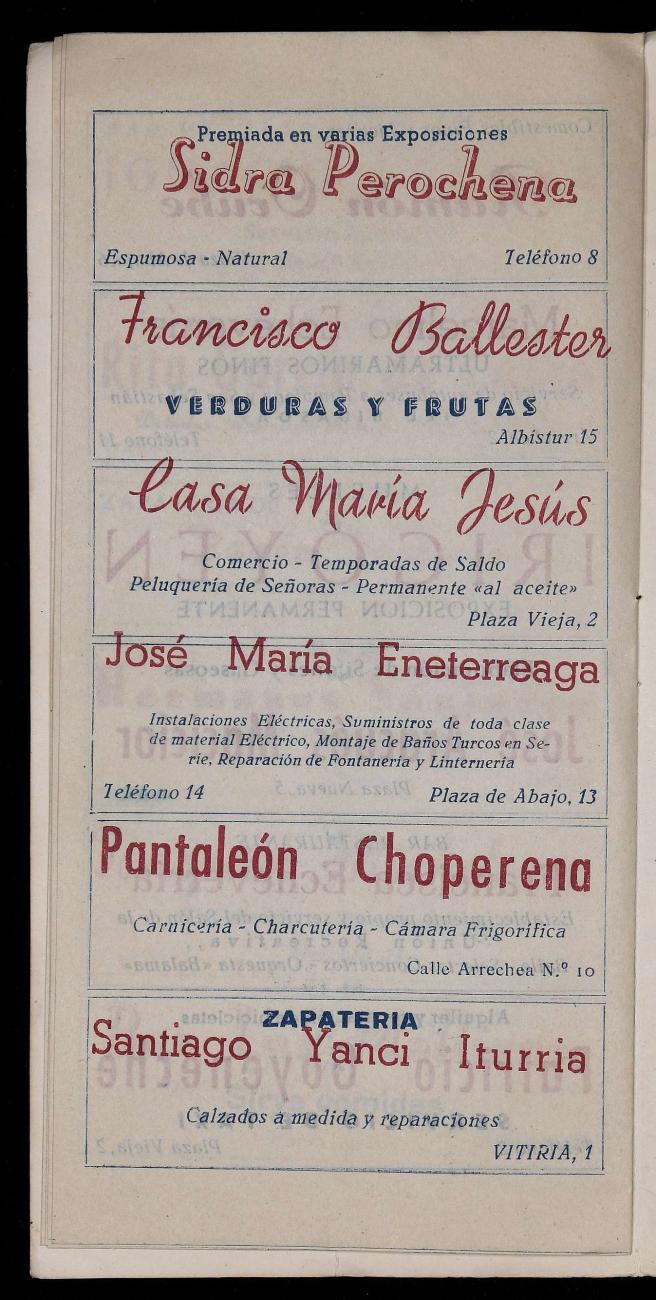 Premiada en varias Exposiciones
Sidra Perochena
Espumosa - Natural Teléfono 8
Francisco Ballester
VERDURAS Y FRUTAS
Albistur 15
Casa María Jesús
Comercio - Temporadas de Saldo
Peluquería de Señoras - Permanente «al aceite»
Plaza Vieja, 2
José María Eneterreaga
Instalaciones Eléctricas, Suministros de toda clase
de material Eléctrico, Montaje de Baños Turcos en Se-
rie, Reparación de Fontanería y Linterneria
Teléfono 14 Plaza de Abajo, 13
Pantaleón Choperena
Carnicería - Charcutería - Cámara Frigorífica
Calle Arrechea N.º 10
ZAPATERIA
Santiago Yanci Iturria
Calzados a medida y reparaciones
VITIRIA, 1